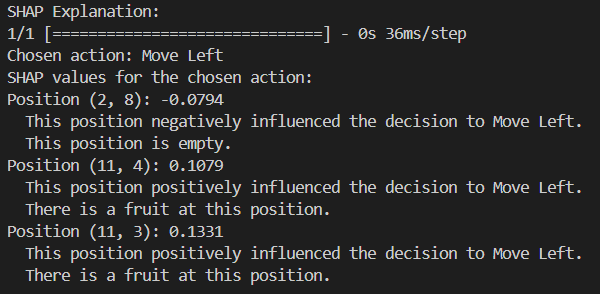 SHAP Explanation:
1/1 [==============================] - 0s 36ms/step
Chosen action: Move Left
SHAP values for the chosen action:
Position (2, 8): -0.0794
  This position negatively influenced the decision to Move Left.
  This position is empty.
Position (11, 4): 0.1079
  This position positively influenced the decision to Move Left.
  There is a fruit at this position.
Position (11, 3): 0.1331
  This position positively influenced the decision to Move Left.
  There is a fruit at this position.